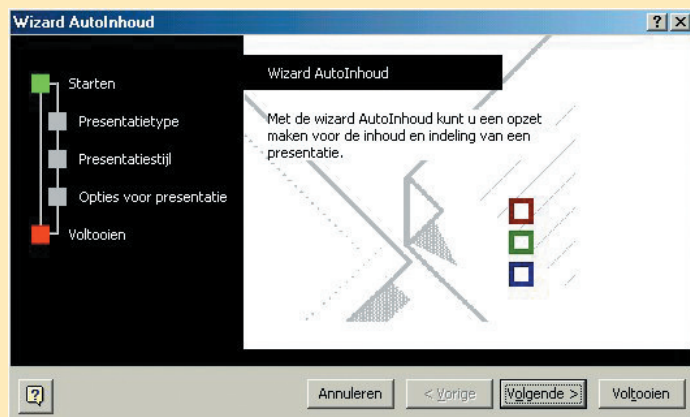 Wizard AutoInhoud
Starten
Presentatietype
Presentatiestijl
Opties voor presentatie
Voltooien
Wizard AutoInhoud
Met de wizard AutoInhoud kunt u een opzet
maken voor de inhoud en indeling van een
presentatie.
Annuleren
< Vorige
Volgende >
Voltooien